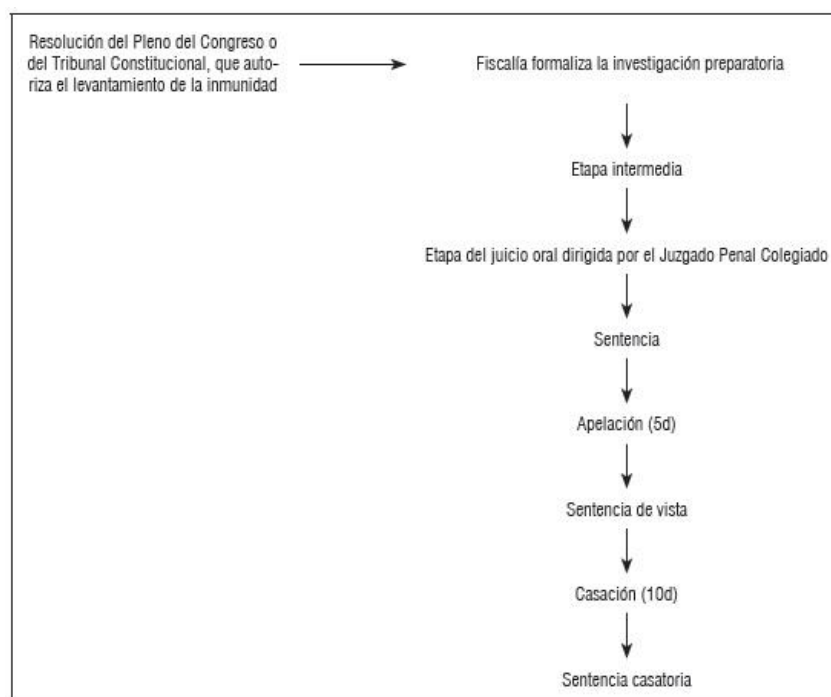 Resolución del Pleno del Congreso o
del Tribunal Constitucional, que auto-
riza el levantamiento de la inmunidad
Fiscalía formaliza la investigación preparatoria
Etapa intermedia
Etapa del juicio oral dirigida por el Juzgado Penal Colegiado
Sentencia
Apelación (5d)
Sentencia de vista
Casación (10d)
Sentencia casatoria